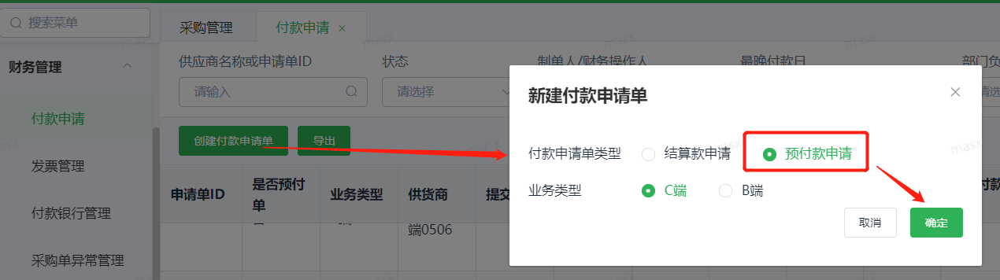 搜索菜单
采购管理
付款申请
财务管理
付款申请
发票管理
付款银行管理
采购单异常管理
供应商名称或申请单ID
状态
制单人/财务操作人
最晚付款日
部门负
请输入
请选择
请选
创建付款申请单
导出
申请单ID
是否预付
单
业务类型
供货商
提交
付款
端0506
新建付款申请单
付款申请单类型
结算款申请
预付款申请
业务类型
C端
B端
取消
确定
masx
masx
masx
masx
masx
masx